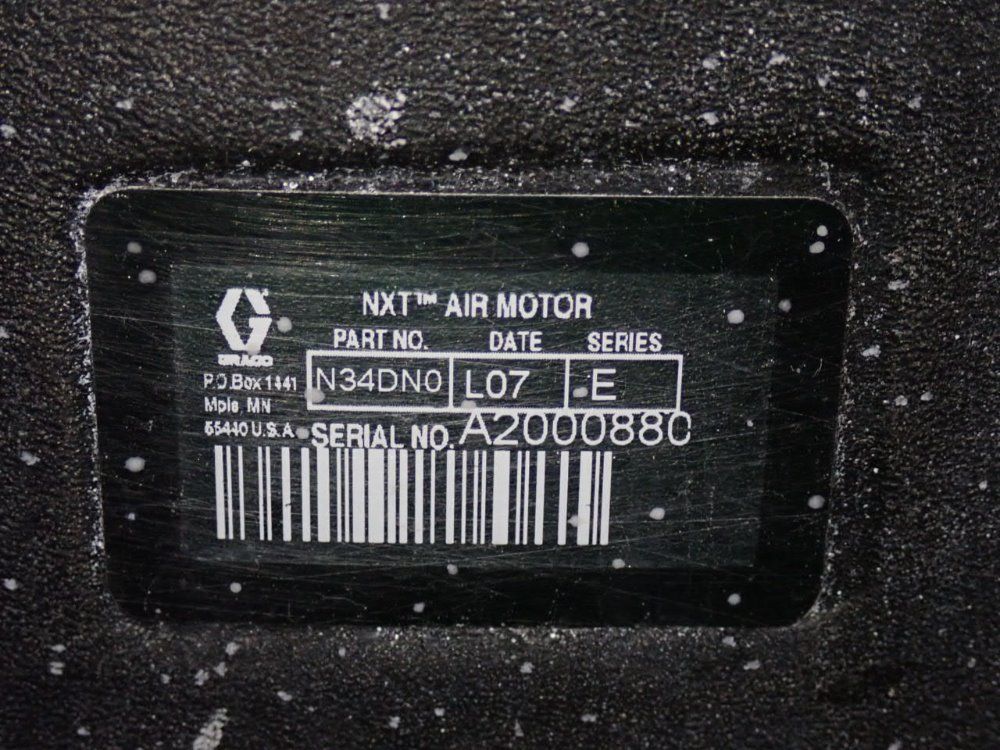 NXT™ AIR MOTOR
PART NO. DATE SERIES
N34DN0 L07 E
SERIAL NO. A2000880
GRACO
P.O.Box 1441
Mpls, MN
55440 U.S.A.